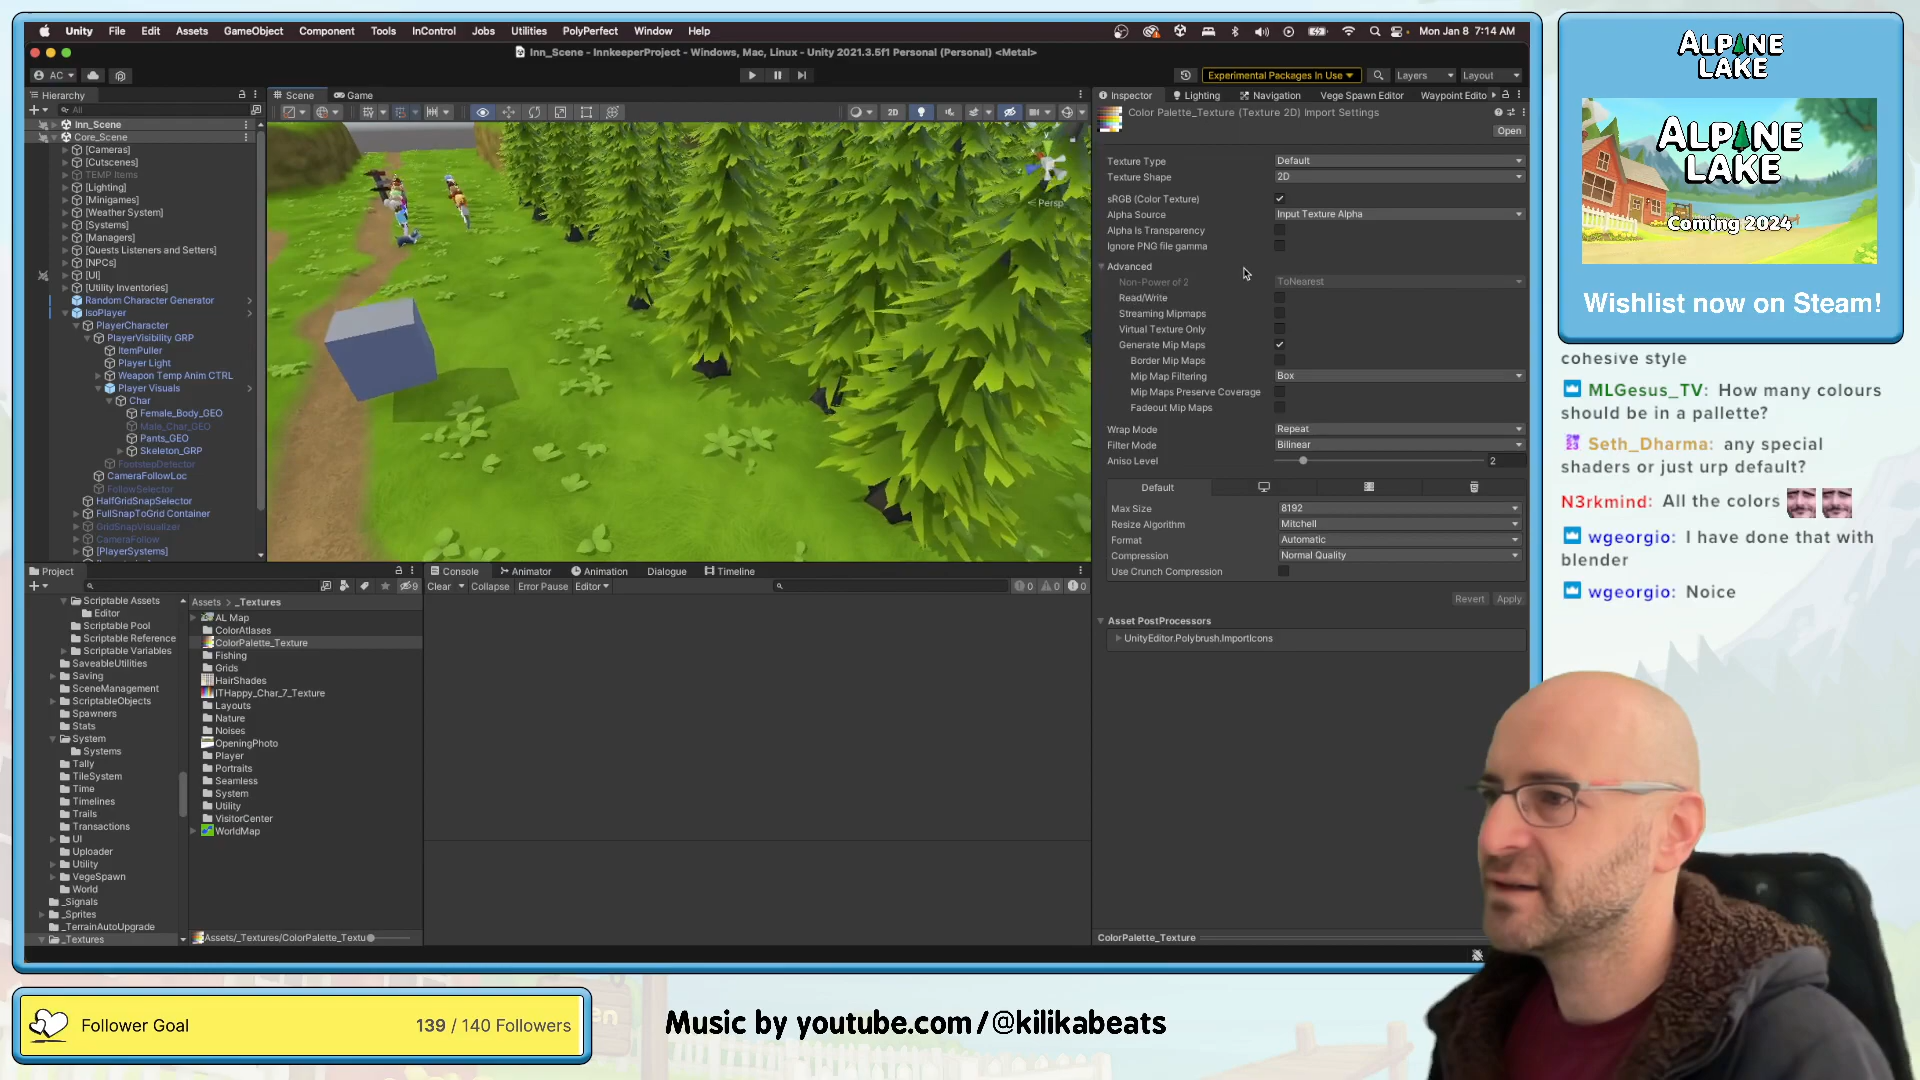 Unity File Edit Assets GameObject Component Tools InControl Jobs Utilities PolyPerfect Window Help
Mon Jan 8 7:14 AM
Inn_Scene - InnkeeperProject - Windows, Mac, Linux - Unity 2021.3.5f1 Personal (Personal) <Metal>
AC
Experimental Packages In Use
Layers
Layout
Hierarchy
All
Inn_Scene
Core_Scene
[Cameras]
[Cutscenes]
TEMP Items
[Lighting]
[Minigames]
[Weather System]
[Systems]
[Managers]
[Quests Listeners and Setters]
[NPCs]
[UI]
[Utility Inventories]
Random Character Generator
IsoPlayer
PlayerCharacter
PlayerVisibility GRP
ItemPuller
Player Light
Weapon Temp Anim CTRL
Player Visuals
Char
Female_Body_GEO
Male_Char_GEO
Pants_GEO
Skeleton_GRP
FootstepDetector
CameraFollowLoc
FollowSelector
HalfGridSnapSelector
FullSnapToGrid Container
GridSnapVisualizer
CameraFollow
[PlayerSystems]
Scene
Game
2D
Persp
Inspector
Lighting
Navigation
Vege Spawn Editor
Waypoint Edito
Color Palette_Texture (Texture 2D) Import Settings
Open
Texture Type Default
Texture Shape 2D
sRGB (Color Texture)
Alpha Source Input Texture Alpha
Alpha Is Transparency
Ignore PNG file gamma
Advanced
Non-Power of 2 ToNearest
Read/Write
Streaming Mipmaps
Virtual Texture Only
Generate Mip Maps
Border Mip Maps
Mip Map Filtering Box
Mip Maps Preserve Coverage
Fadeout Mip Maps
Wrap Mode Repeat
Filter Mode Bilinear
Aniso Level 2
Default
Max Size 8192
Resize Algorithm Mitchell
Format Automatic
Compression Normal Quality
Use Crunch Compression
Revert Apply
Asset PostProcessors
UnityEditor.Polybrush.ImportIcons
ColorPalette_Texture
Project
9
Scriptable Assets
Editor
Scriptable Pool
Scriptable Reference
Scriptable Variables
SaveableUtilities
Saving
SceneManagement
ScriptableObjects
Spawners
Stats
System
Systems
Tally
TileSystem
Time
Timelines
Trails
Transactions
UI
Uploader
Utility
VegeSpawn
World
_Signals
_Sprites
_TerrainAutoUpgrade
_Textures
Assets > _Textures
AL Map
ColorAtlases
ColorPalette_Texture
Fishing
Grids
HairShades
ITHappy_Char_7_Texture
Layouts
Nature
Noises
OpeningPhoto
Player
Portraits
Seamless
System
Utility
VisitorCenter
WorldMap
Assets/_Textures/ColorPalette_Textu
Console
Animator
Animation
Dialogue
Timeline
Clear Collapse Error Pause Editor
0 0 0
ALPINE
LAKE
ALPINE
LAKE
Coming 2024
Wishlist now on Steam!
cohesive style
MLGesus_TV: How many colours
should be in a pallette?
Seth_Dharma: any special
shaders or just urp default?
N3rkmind: All the colors
wgeorgio: I have done that with
blender
wgeorgio: Noice
Follower Goal 139 / 140 Followers
Music by youtube.com/@kilikabeats